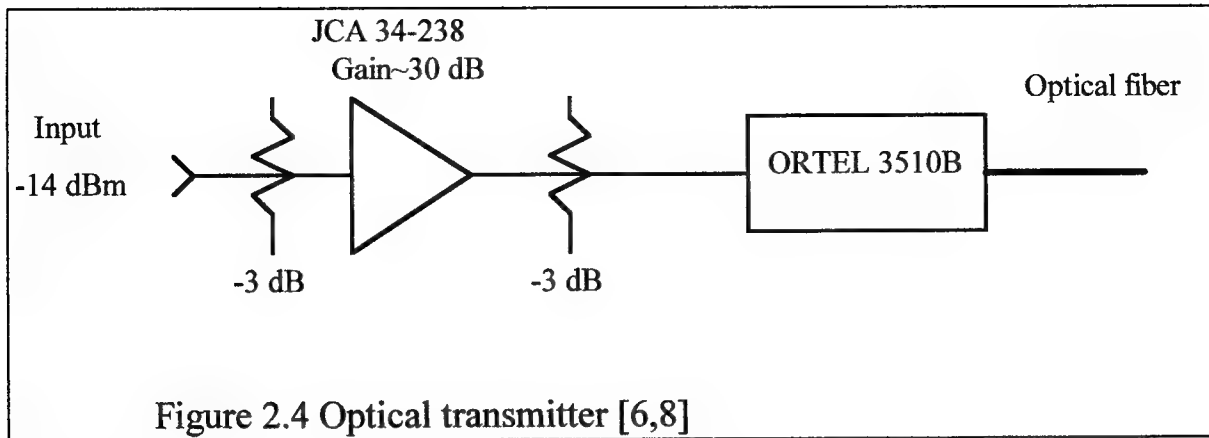 JCA 34-238
Gain~30 dB
Optical fiber
Input
ORTEL 3510B
-14 dBm
-3 dB
-3 dB
Figure 2.4 Optical transmitter [6,8]